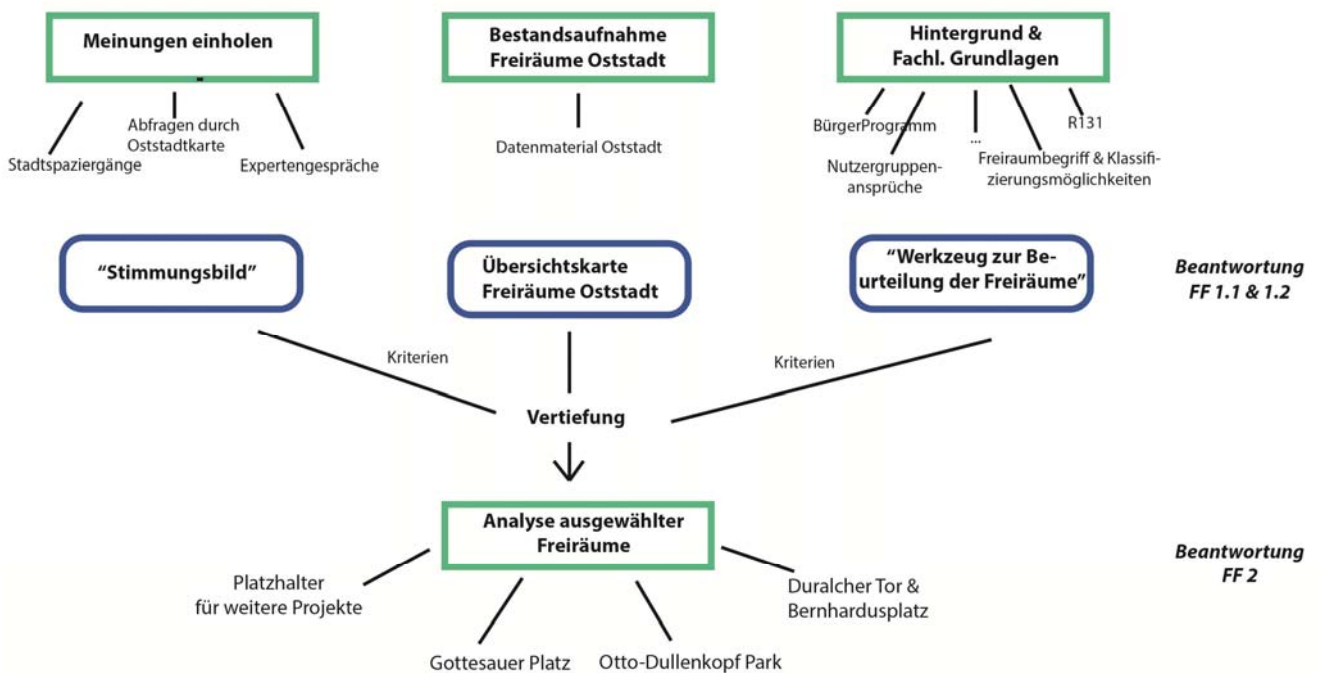 Meinungen einholen
Bestandsaufnahme
Freiräume Oststadt
Hintergrund &
Fachl. Grundlagen
Stadtspaziergänge
Abfragen durch
Oststadtkarte
Expertengespräche
Datenmaterial Oststadt
BürgerProgramm
Nutzergruppen-
ansprüche
...
Freiraumbegriff & Klassifi-
zierungsmöglichkeiten
R131
“Stimmungsbild”
Übersichtskarte
Freiräume Oststadt
“Werkzeug zur Be-
urteilung der Freiräume”
Beantwortung
FF 1.1 & 1.2
Kriterien
Kriterien
Vertiefung
Analyse ausgewählter
Freiräume
Beantwortung
FF 2
Platzhalter
für weitere Projekte
Gottesauer Platz
Otto-Dullenkopf Park
Duralcher Tor &
Bernhardusplatz